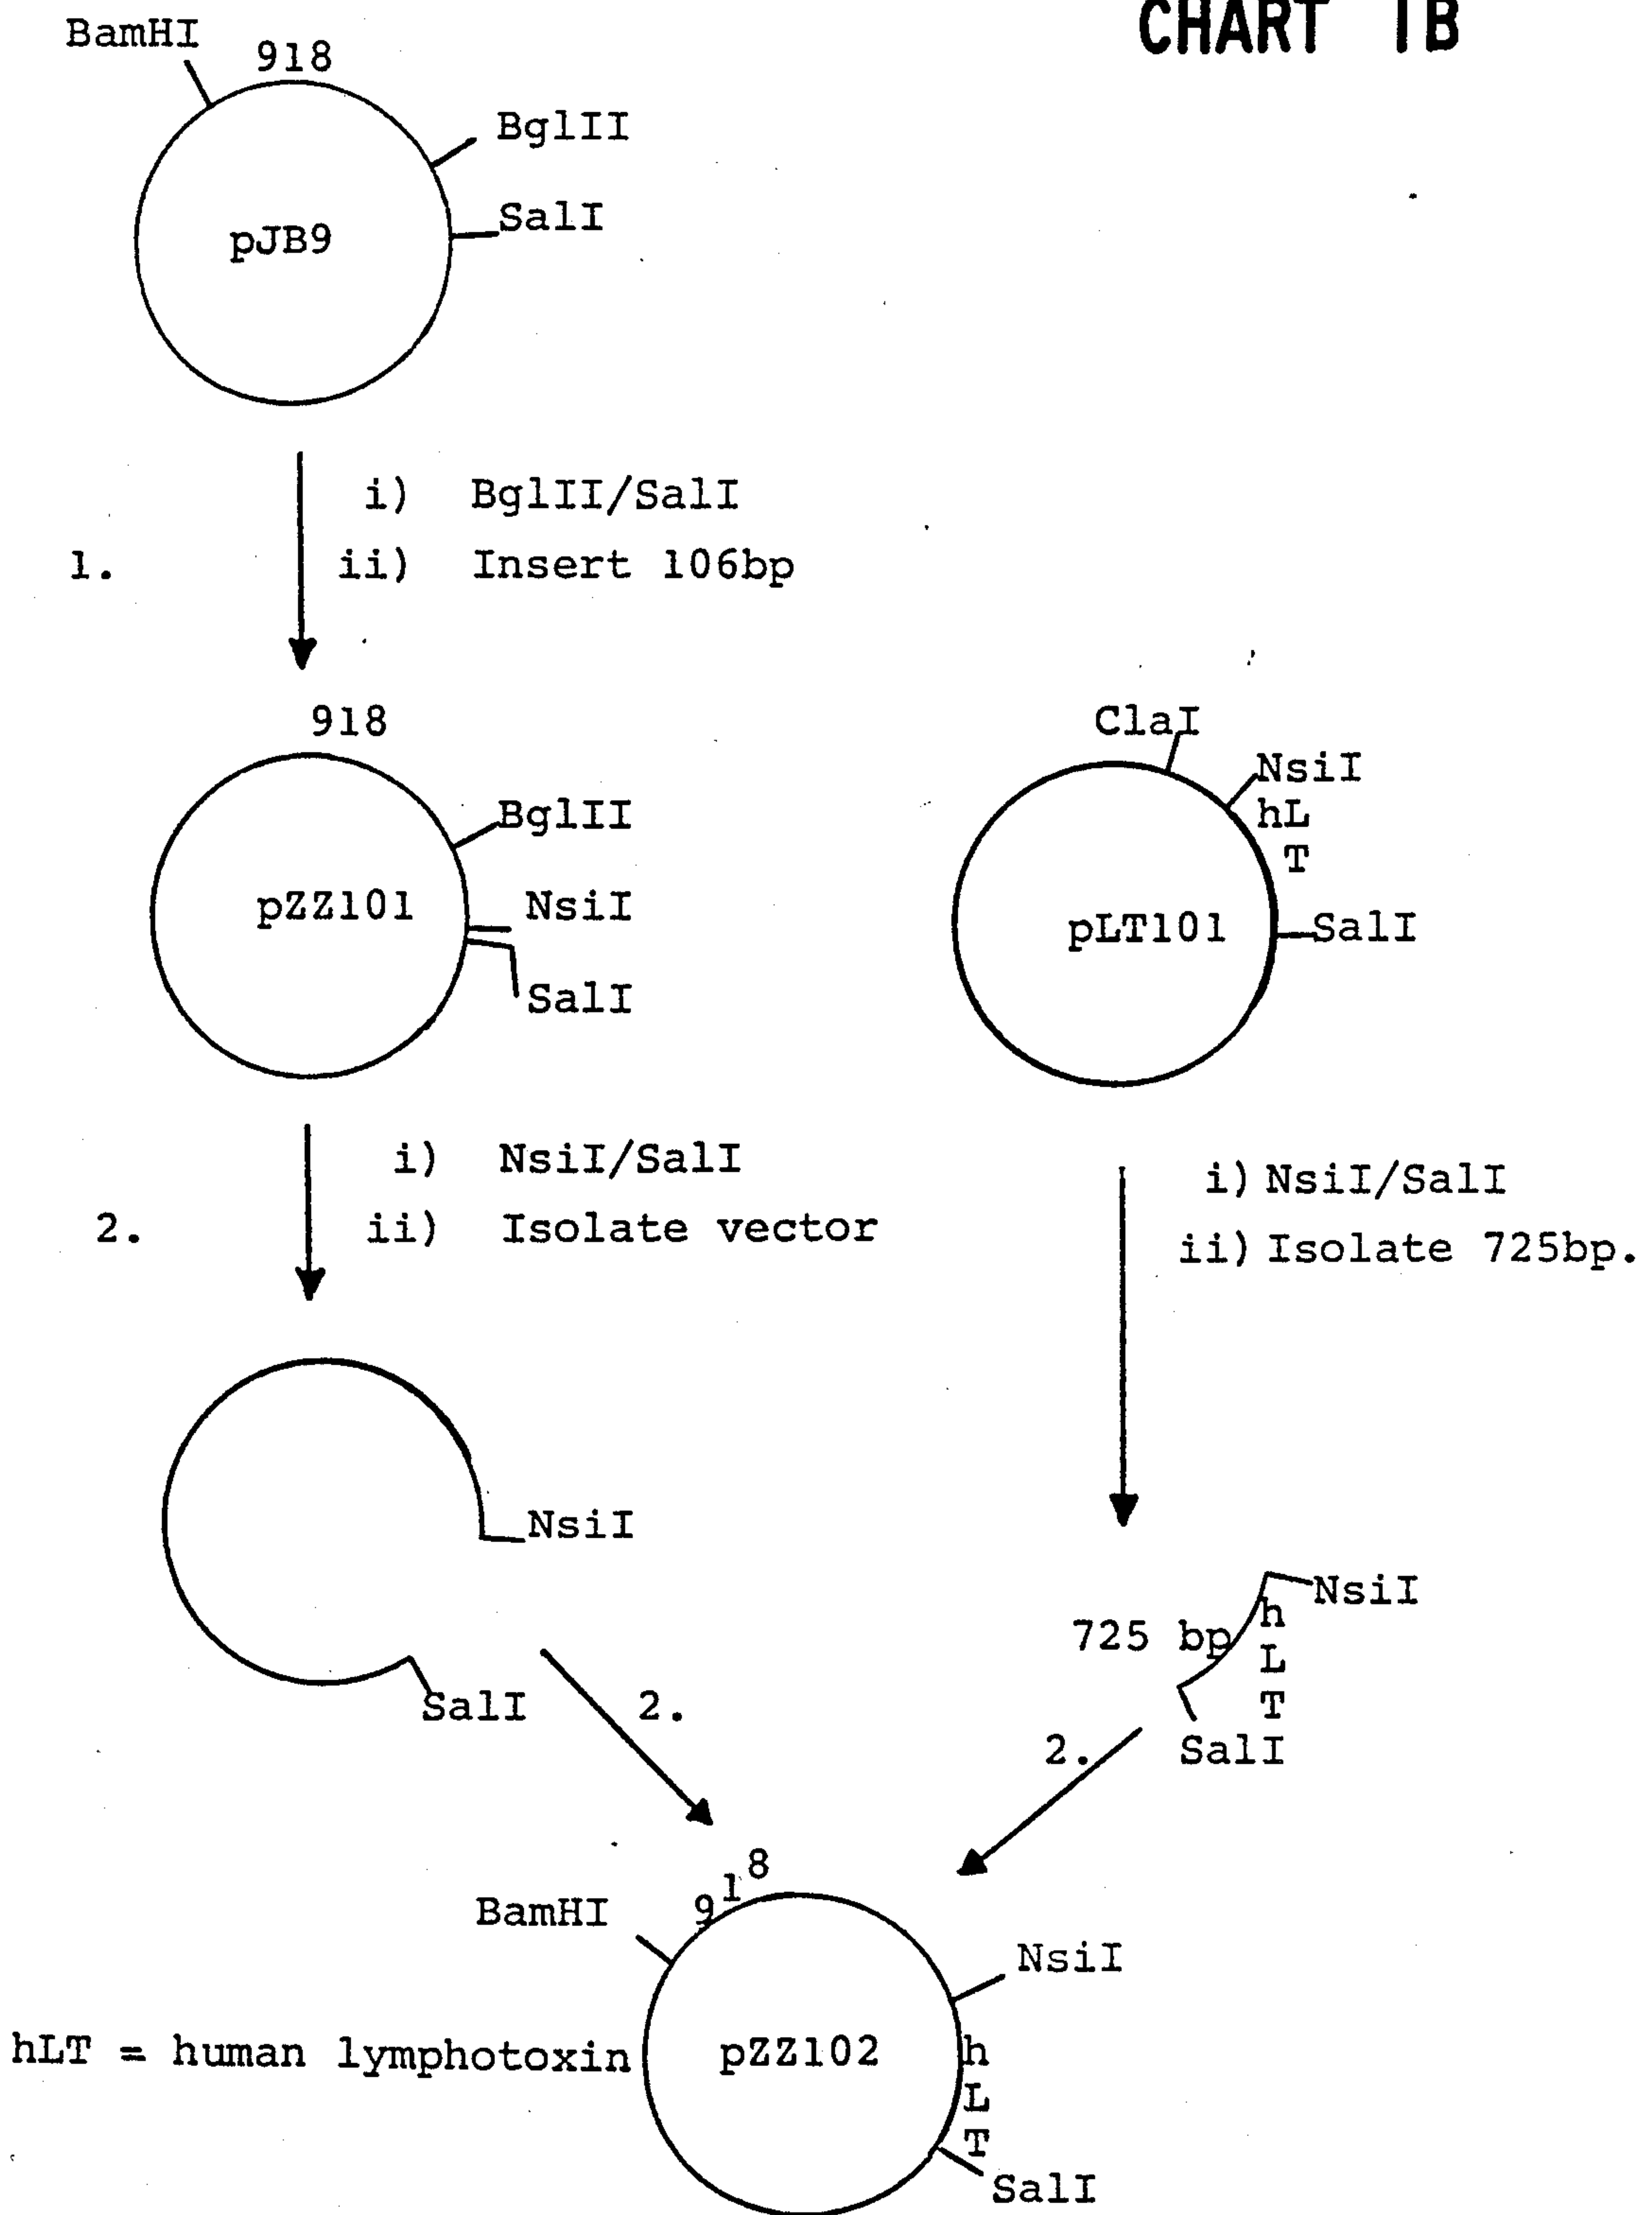 CHART 1B
BamHI
918
BglII
SalI
pJB9
1.
i) BglII/SalI
ii) Insert 106bp
918
BglII
NsiI
SalI
pZZ101
ClaI
NsiI
hL
T
SalI
pLT101
2.
i) NsiI/SalI
ii) Isolate vector
i) NsiI/SalI
ii) Isolate 725bp.
NsiI
SalI
2.
725 bp
NsiI
h
L
T
SalI
2.
BamHI
918
NsiI
pZZ102
h
L
T
SalI
hLT = human lymphotoxin